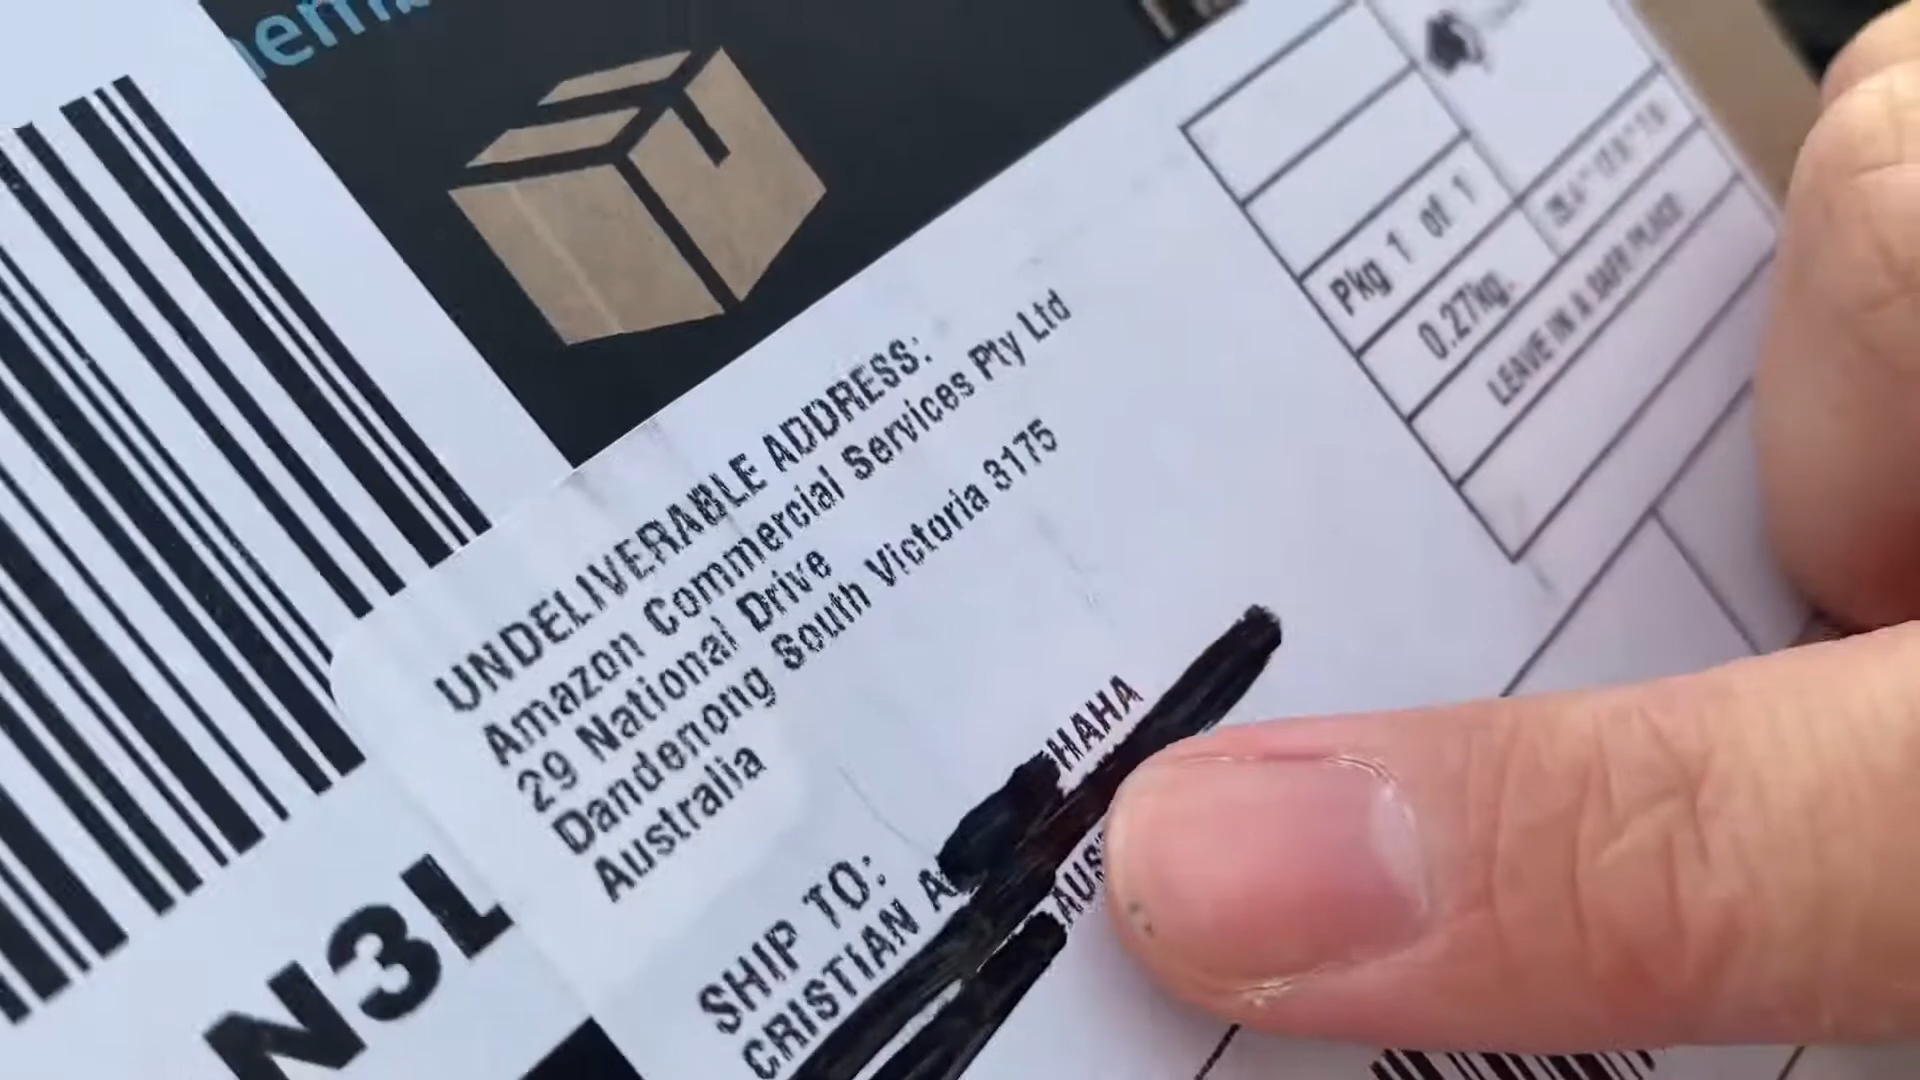 UNDELIVERABLE ADDRESS:
Amazon Commercial Services Pty Ltd
29 National Drive
Dandenong South Victoria 3175
Australia
SHIP TO:
CRISTIAN A
HAHA
AUS
Pkg 1 of 1
0.27kg.
LEAVE IN A SAFE PLACE
N3L